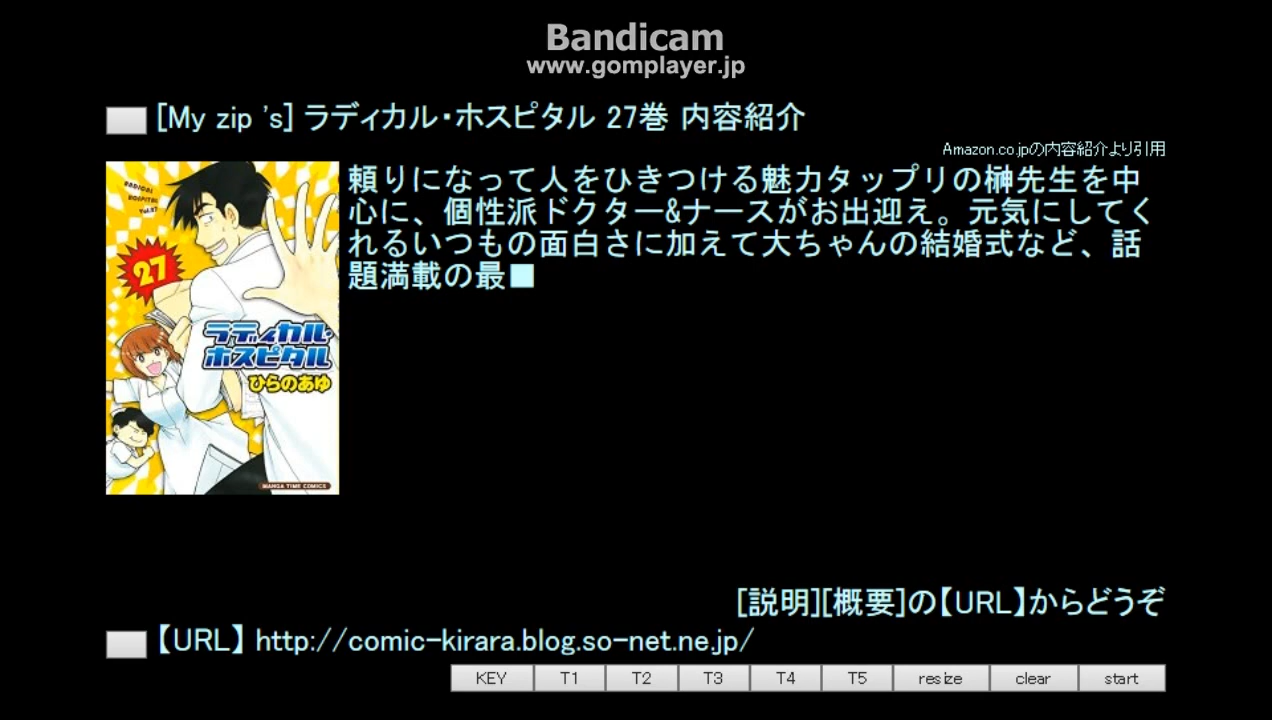 Bandicam
www.gomplayer.jp
[My zip 's] ラディカル・ホスピタル 27巻 内容紹介
Amazon.co.jpの内容紹介より引用
RADICAL
HOSPITAL
Vol.27
27
ラディカル・
ホスピタル
ひらのあゆ
MANGA TIME COMICS
頼りになって人をひきつける魅力タップリの榊先生を中
心に、個性派ドクター&ナースがお出迎え。元気にしてく
れるいつもの面白さに加えて大ちゃんの結婚式など、話
題満載の最■
[説明][概要]の【URL】からどうぞ
【URL】 http://comic-kirara.blog.so-net.ne.jp/
KEY T1 T2 T3 T4 T5 resize clear start